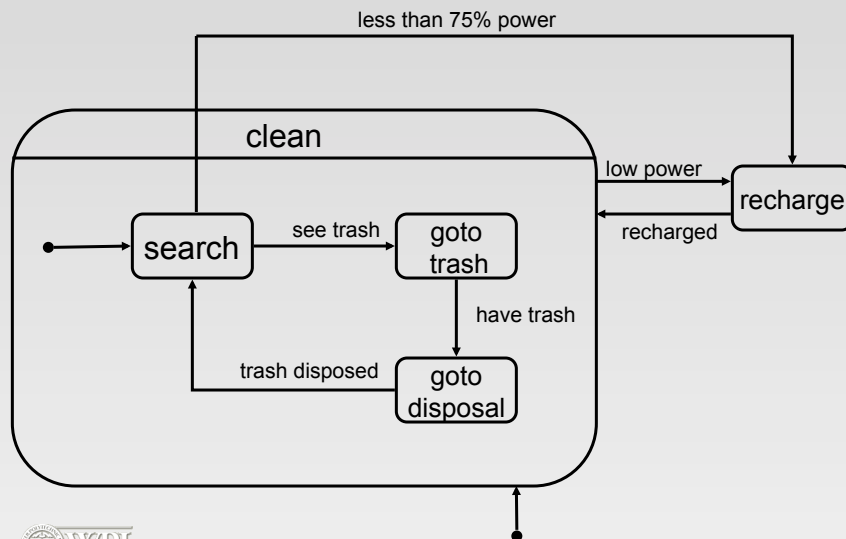 less than 75% power
clean
low power
recharge
recharged
search
see trash
goto
trash
have trash
trash disposed
goto
disposal